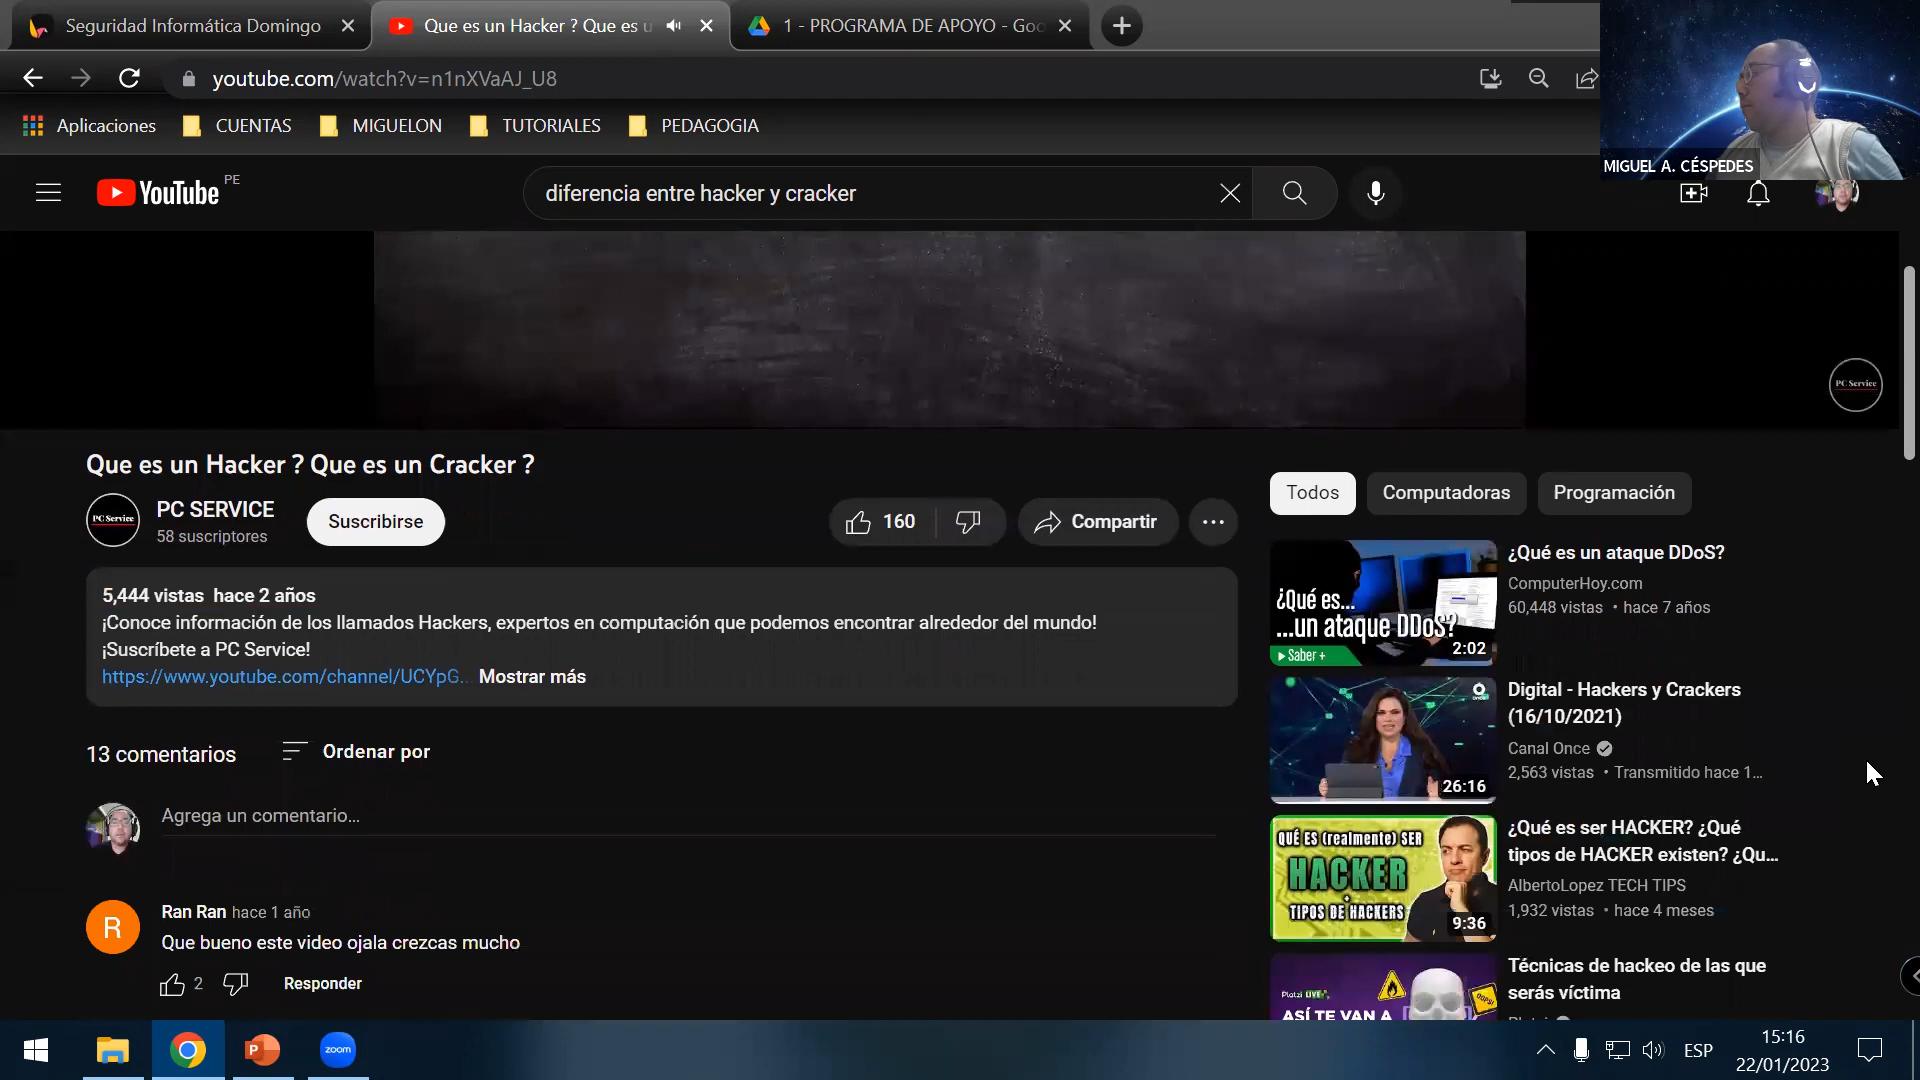 Seguridad Informática Domingo
Que es un Hacker ? Que es u
1 - PROGRAMA DE APOYO - Goo
youtube.com/watch?v=n1nXVaAJ_U8
Aplicaciones
CUENTAS
MIGUELON
TUTORIALES
PEDAGOGIA
MIGUEL A. CÉSPEDES
YouTube PE
diferencia entre hacker y cracker
PC Service
Que es un Hacker ? Que es un Cracker ?
PC Service
PC SERVICE
58 suscriptores
Suscribirse
160
Compartir
5,444 vistas hace 2 años
¡Conoce información de los llamados Hackers, expertos en computación que podemos encontrar alrededor del mundo!
¡Suscríbete a PC Service!
https://www.youtube.com/channel/UCYpG... Mostrar más
13 comentarios
Ordenar por
Agrega un comentario...
R
Ran Ran hace 1 año
Que bueno este video ojala crezcas mucho
2
Responder
Todos
Computadoras
Programación
¿Qué es...
...un ataque DDoS?
Saber +
2:02
¿Qué es un ataque DDoS?
ComputerHoy.com
60,448 vistas • hace 7 años
26:16
Digital - Hackers y Crackers
(16/10/2021)
Canal Once
2,563 vistas • Transmitido hace 1...
QUÉ ES (realmente) SER
HACKER
+
TIPOS DE HACKERS
9:36
¿Qué es ser HACKER? ¿Qué
tipos de HACKER existen? ¿Qu...
AlbertoLopez TECH TIPS
1,932 vistas • hace 4 meses
Platzi LIVE
OOPS!
ASÍ TE VAN A
Técnicas de hackeo de las que
serás víctima
zoom
ESP
15:16
22/01/2023